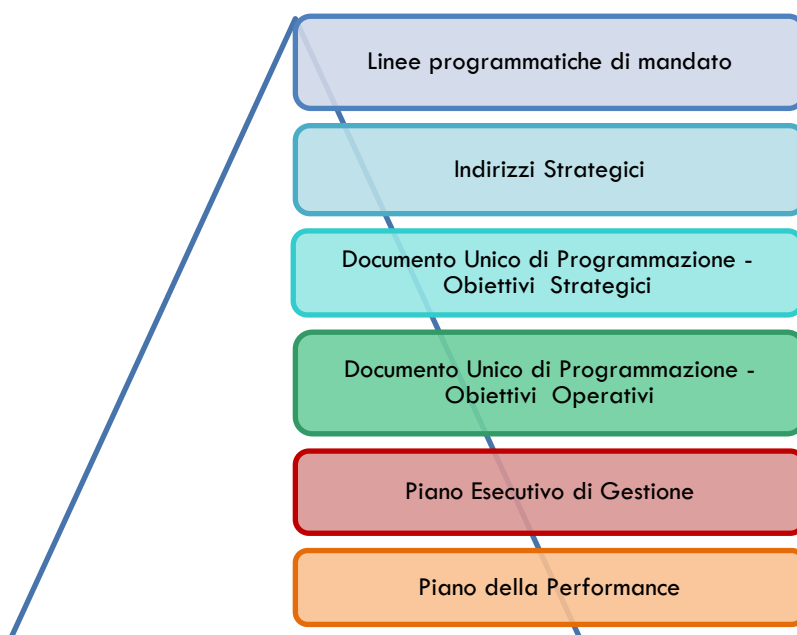 Linee programmatiche di mandato
Indirizzi Strategici
Documento Unico di Programmazione -
Obiettivi Strategici
Documento Unico di Programmazione -
Obiettivi Operativi
Piano Esecutivo di Gestione
Piano della Performance